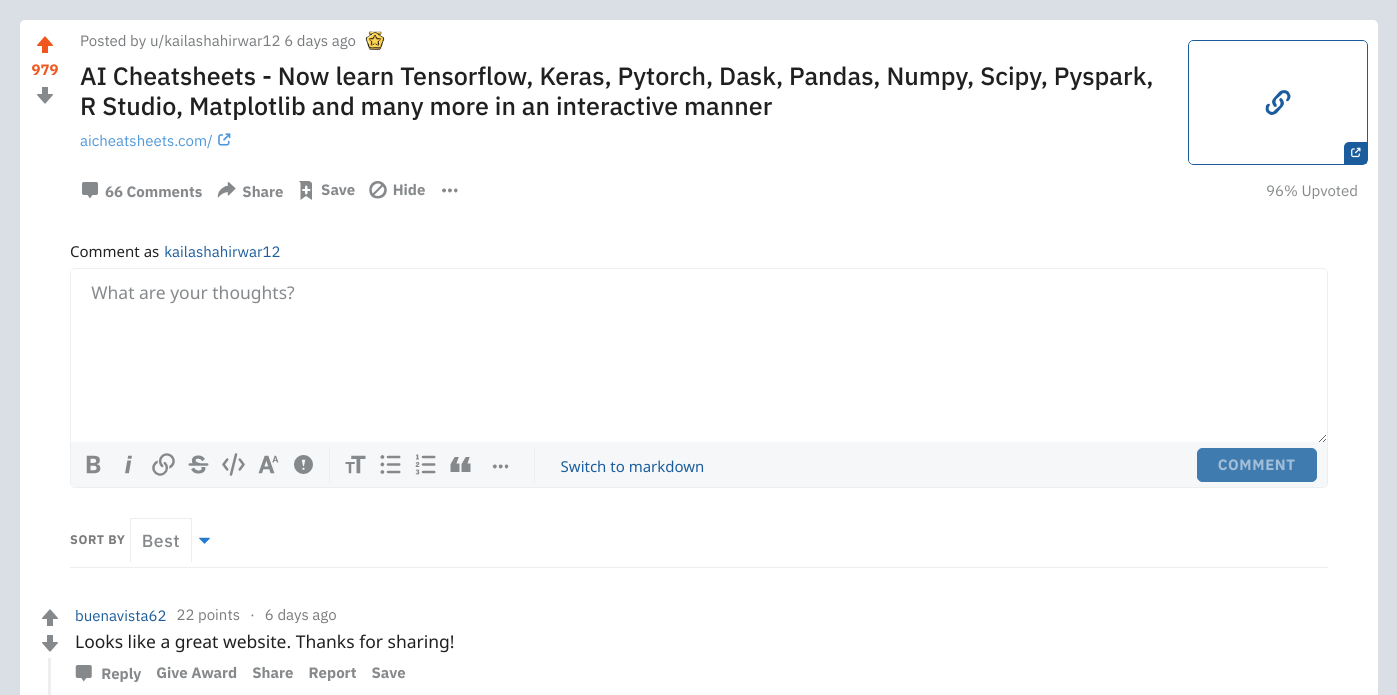 Posted by u/kailashahirwar12 6 days ago
979
AI Cheatsheets - Now learn Tensorflow, Keras, Pytorch, Dask, Pandas, Numpy, Scipy, Pyspark,
R Studio, Matplotlib and many more in an interactive manner
aicheatsheets.com/
66 Comments Share Save Hide
96% Upvoted
Comment as kailashahirwar12
What are your thoughts?
Switch to markdown
COMMENT
SORT BY Best
buenavista62 22 points · 6 days ago
Looks like a great website. Thanks for sharing!
Reply Give Award Share Report Save